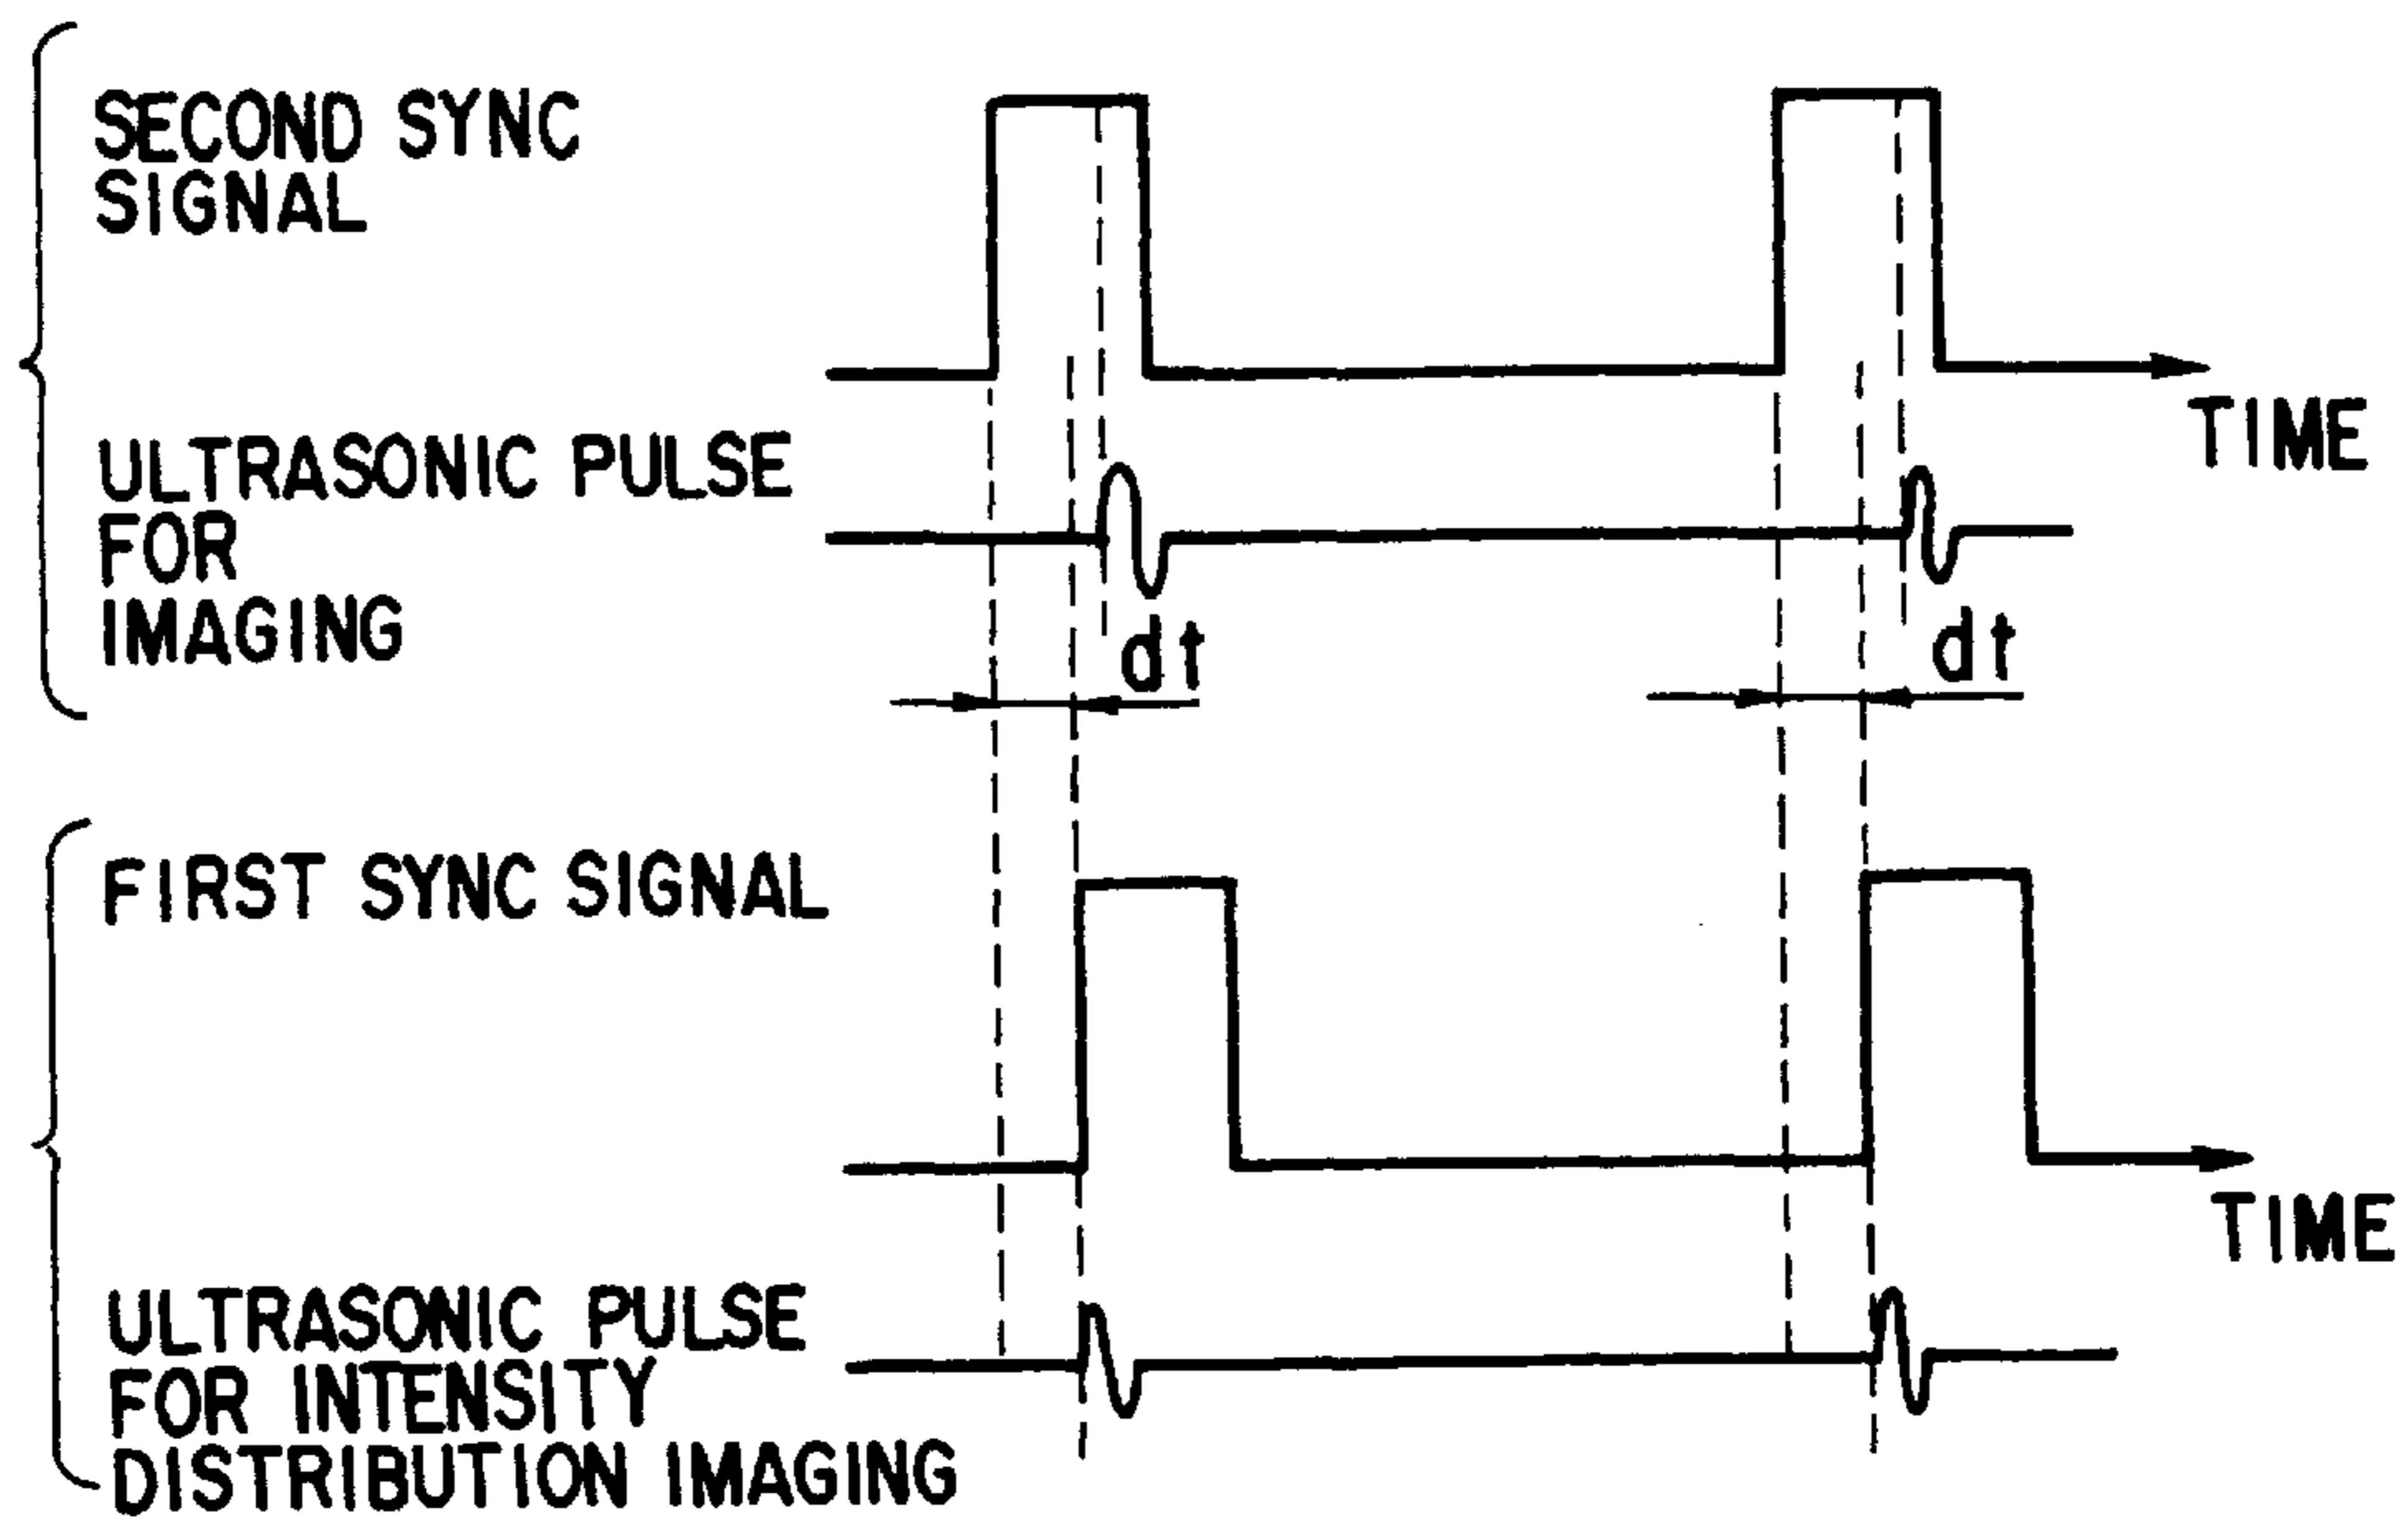 SECOND SYNC
SIGNAL
TIME
ULTRASONIC PULSE
FOR
IMAGING
dt
dt
FIRST SYNC SIGNAL
TIME
ULTRASONIC PULSE
FOR INTENSITY
DISTRIBUTION IMAGING